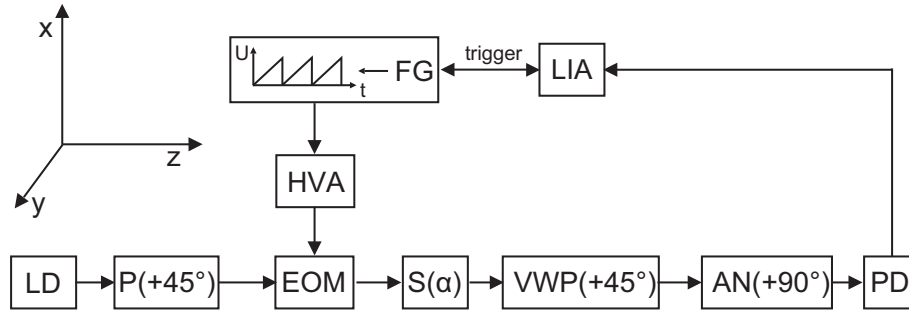 x
z
y
U
t
FG
trigger
LIA
HVA
LD
P(+45°)
EOM
S(α)
VWP(+45°)
AN(+90°)
PD